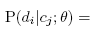 P(d_i|c_j; θ) =